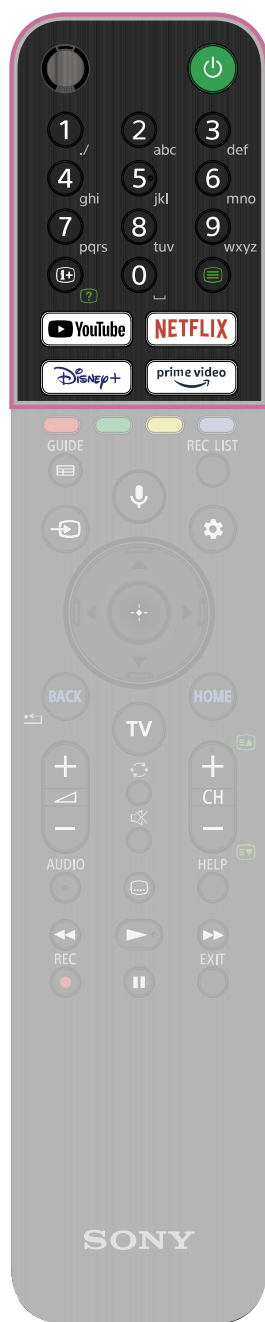 1 2 3
./ abc def
4 5 6
ghi jkl mno
7 8 9
pqrs tuv wxyz
i+ 0
?
YouTube NETFLIX
Disney+ prime video
GUIDE REC LIST
BACK HOME
TV
+ +
CH
− −
AUDIO HELP
REC EXIT
SONY